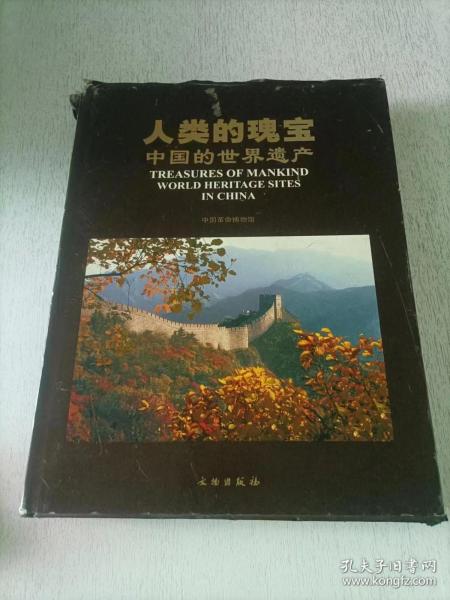 人类的瑰宝
中国的世界遗产
TREASURES OF MANKIND
WORLD HERITAGE SITES
IN CHINA
中国革命博物馆
文物出版社
孔夫子旧书网
www.kongfz.com